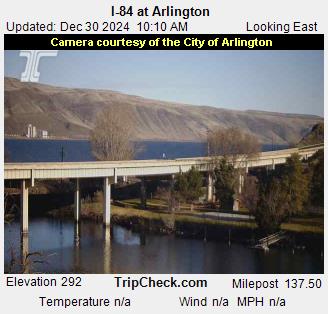 I-84 at Arlington
Updated: Dec 30 2024 10:10 AM Looking East
Camera courtesy of the City of Arlington
Elevation 292 TripCheck.com Milepost 137.50
Temperature n/a Wind n/a MPH n/a